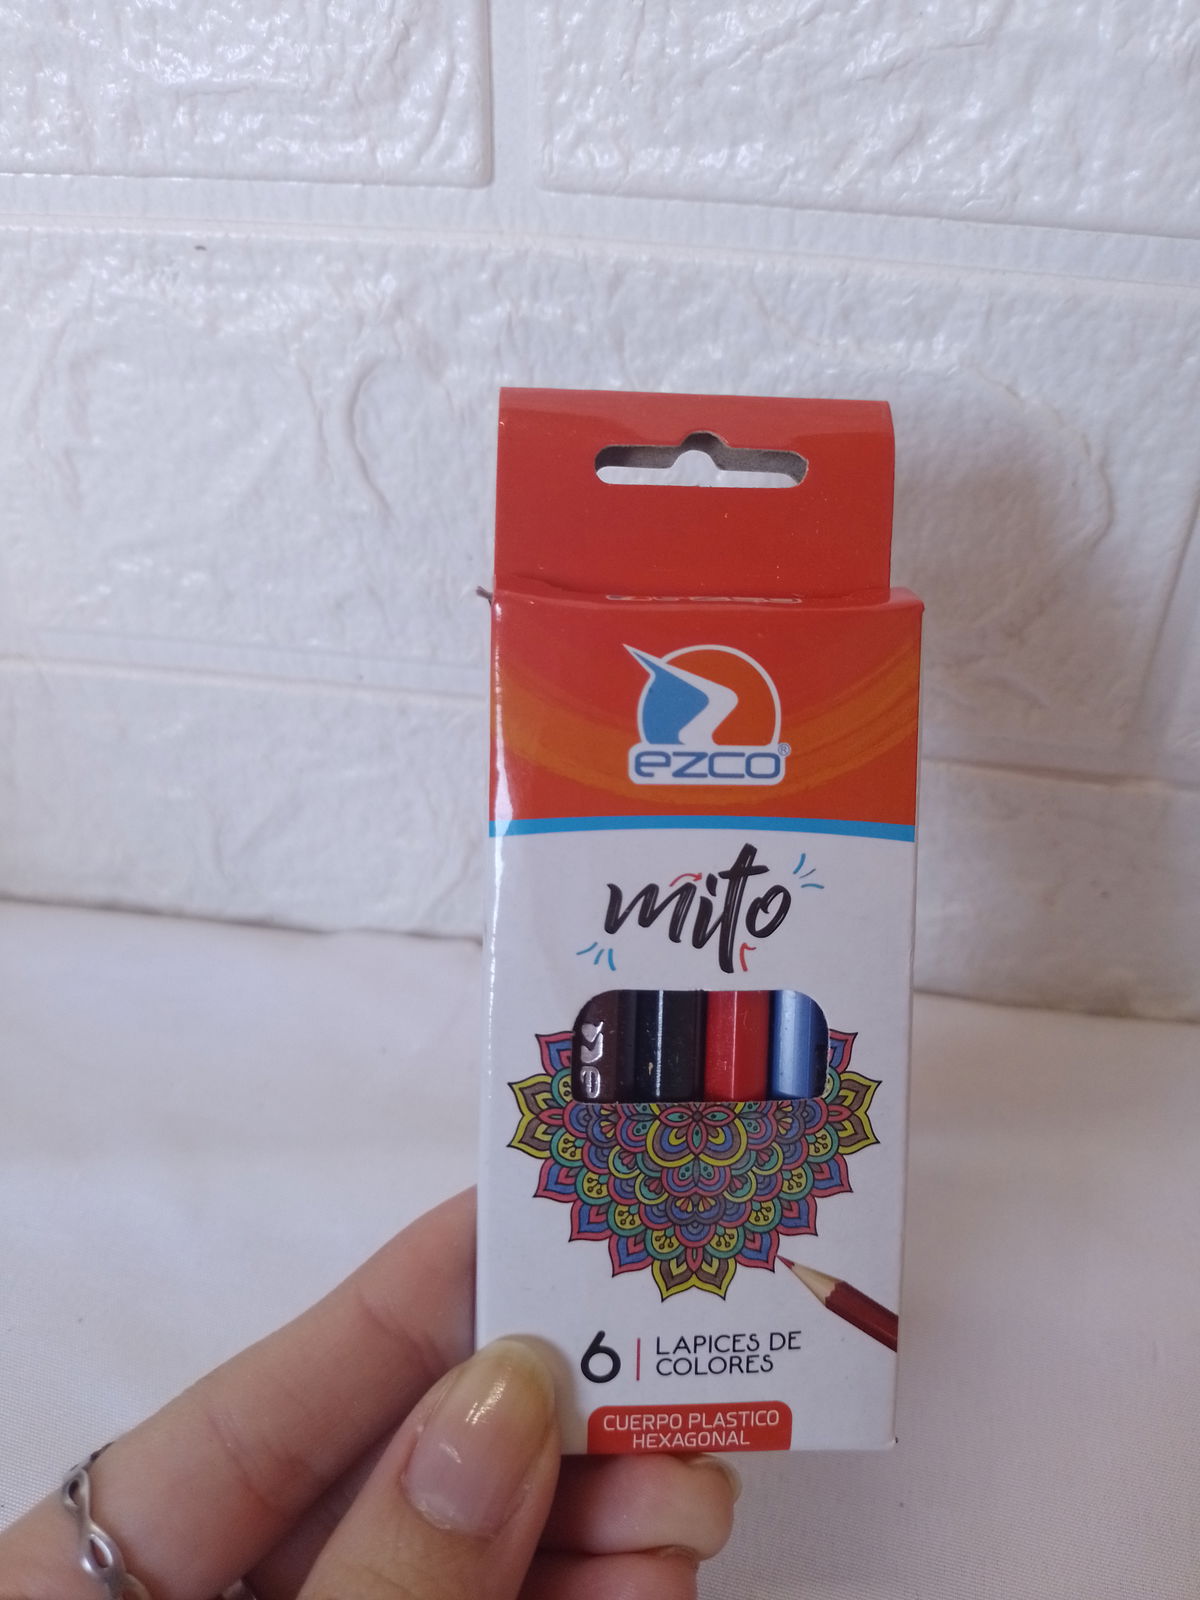 ezco®
mito
6 | LAPICES DE
COLORES
CUERPO PLASTICO
HEXAGONAL